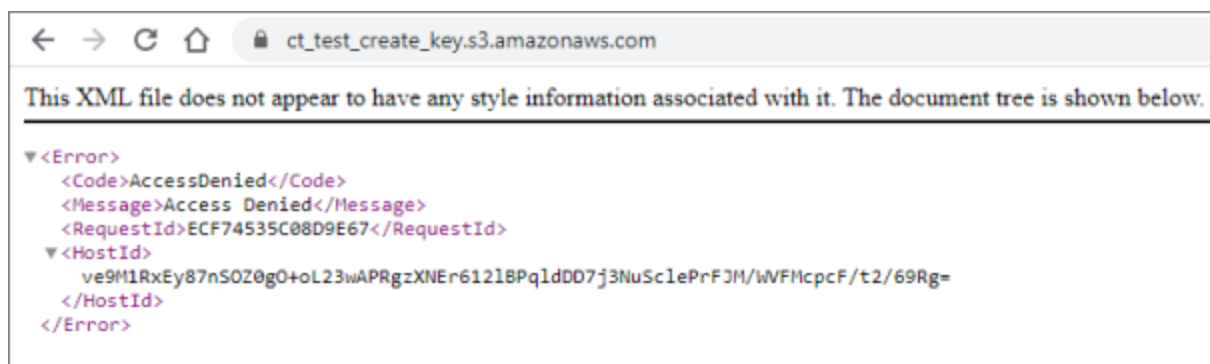 ct_test_create_key.s3.amazonaws.com
This XML file does not appear to have any style information associated with it. The document tree is shown below.
▼<Error>
<Code>AccessDenied</Code>
<Message>Access Denied</Message>
<RequestId>ECF74535C08D9E67</RequestId>
▼<HostId>
ve9M1RxEy87nSOZ0gO+oL23wAPRgzXNEr612lBPqldDD7j3NuSclePrFJM/WVFMcpcF/t2/69Rg=
</HostId>
</Error>